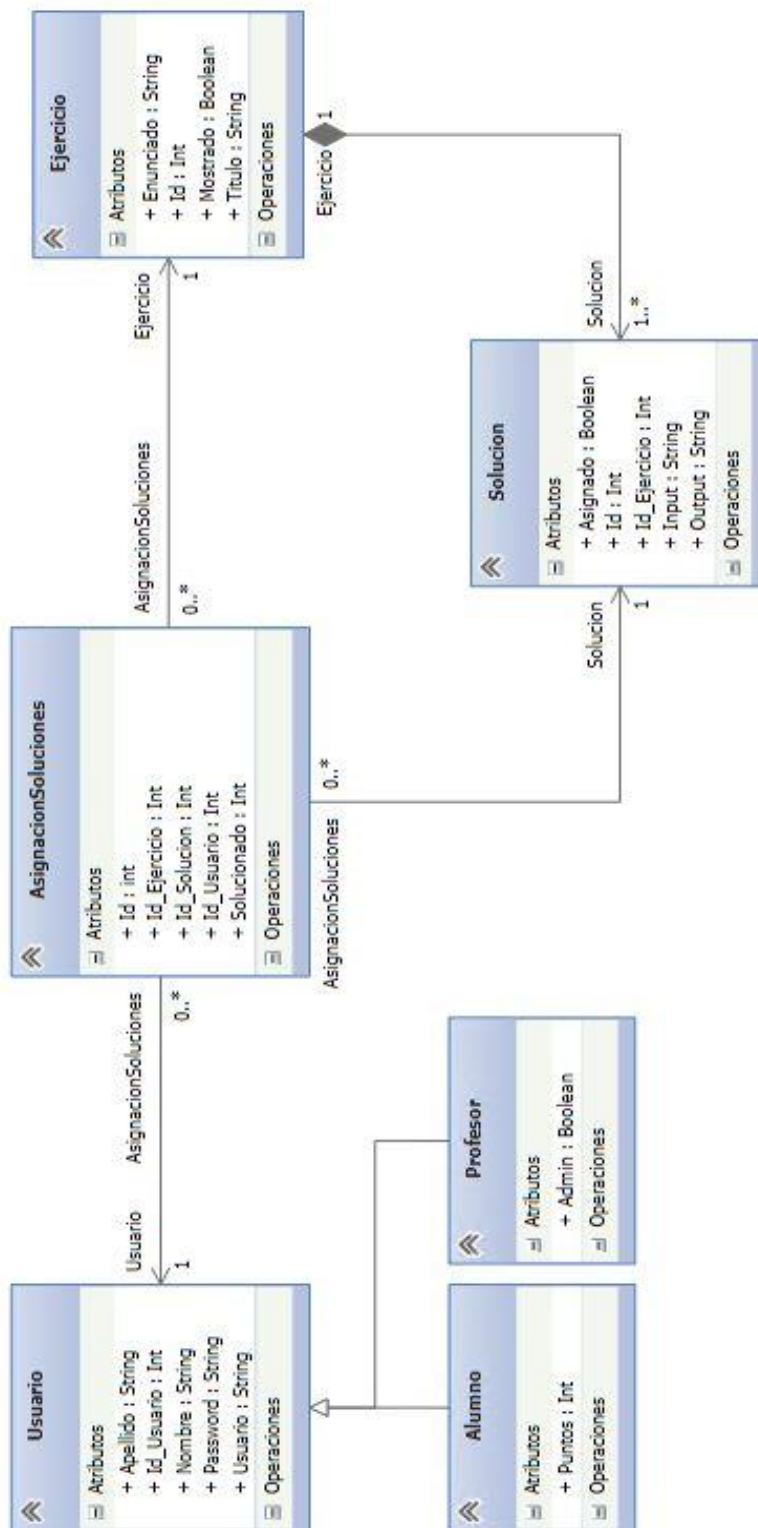 Usuario
Atributos
+ Apellido : String
+ Id_Usuario : Int
+ Nombre : String
+ Password : String
+ Usuario : String
Operaciones
Usuario
1
AsignacionSoluciones
0..*
AsignacionSoluciones
Atributos
+ Id : int
+ Id_Ejercicio : Int
+ Id_Solucion : Int
+ Id_Usuario : Int
+ Solucionado : Int
Operaciones
AsignacionSoluciones
0..*
Ejercicio
1
Ejercicio
Atributos
+ Enunciado : String
+ Id : Int
+ Mostrado : Boolean
+ Titulo : String
Operaciones
Ejercicio
1
AsignacionSoluciones
0..*
Solucion
1
Solucion
1..*
Alumno
Atributos
+ Puntos : Int
Operaciones
Profesor
Atributos
+ Admin : Boolean
Operaciones
Solucion
Atributos
+ Asignado : Boolean
+ Id : Int
+ Id_Ejercicio : Int
+ Input : String
+ Output : String
Operaciones